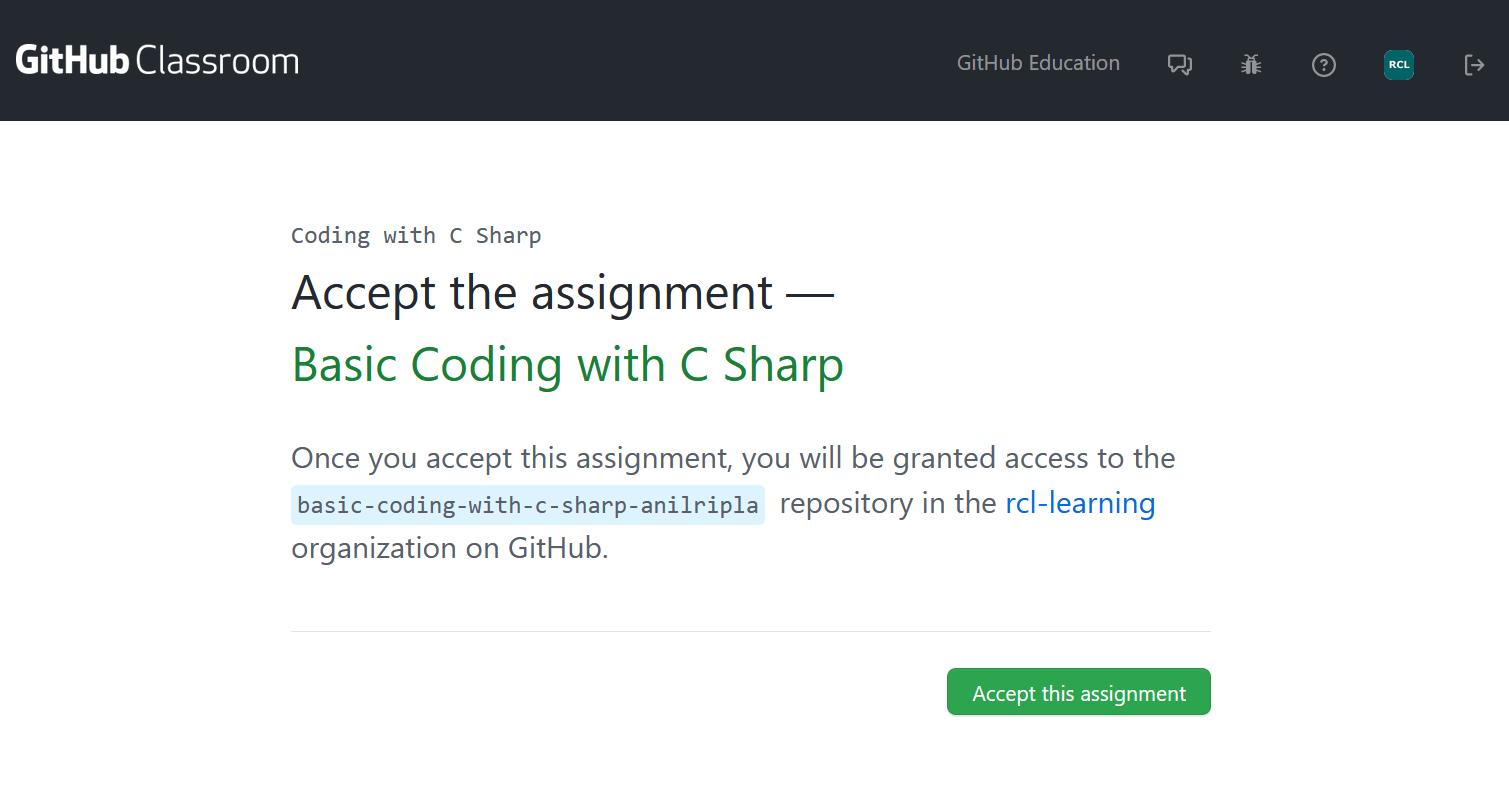 GitHub Classroom
GitHub Education
RCL
Coding with C Sharp
Accept the assignment —
Basic Coding with C Sharp
Once you accept this assignment, you will be granted access to the
basic-coding-with-c-sharp-anilripla repository in the rcl-learning
organization on GitHub.
Accept this assignment